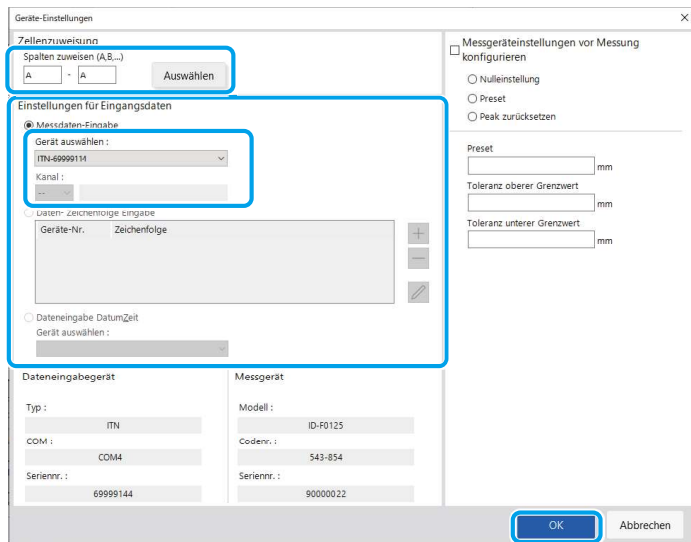 Geräte-Einstellungen
Zellenzuweisung
Spalten zuweisen (A,B,...)
A - A Auswählen
Einstellungen für Eingangsdaten
Messdaten-Eingabe
Gerät auswählen :
ITN-69999114
Kanal :
--
Daten- Zeichenfolge Eingabe
Geräte-Nr. Zeichenfolge
Dateneingabe DatumZeit
Gerät auswählen :
Dateneingabegerät
Typ :
ITN
COM :
COM4
Seriennr. :
69999144
Messgerät
Modell :
ID-F0125
Codenr. :
543-854
Seriennr. :
90000022
Messgeräteinstellungen vor Messung
konfigurieren
Nulleinstellung
Preset
Peak zurücksetzen
Preset
mm
Toleranz oberer Grenzwert
mm
Toleranz unterer Grenzwert
mm
OK Abbrechen